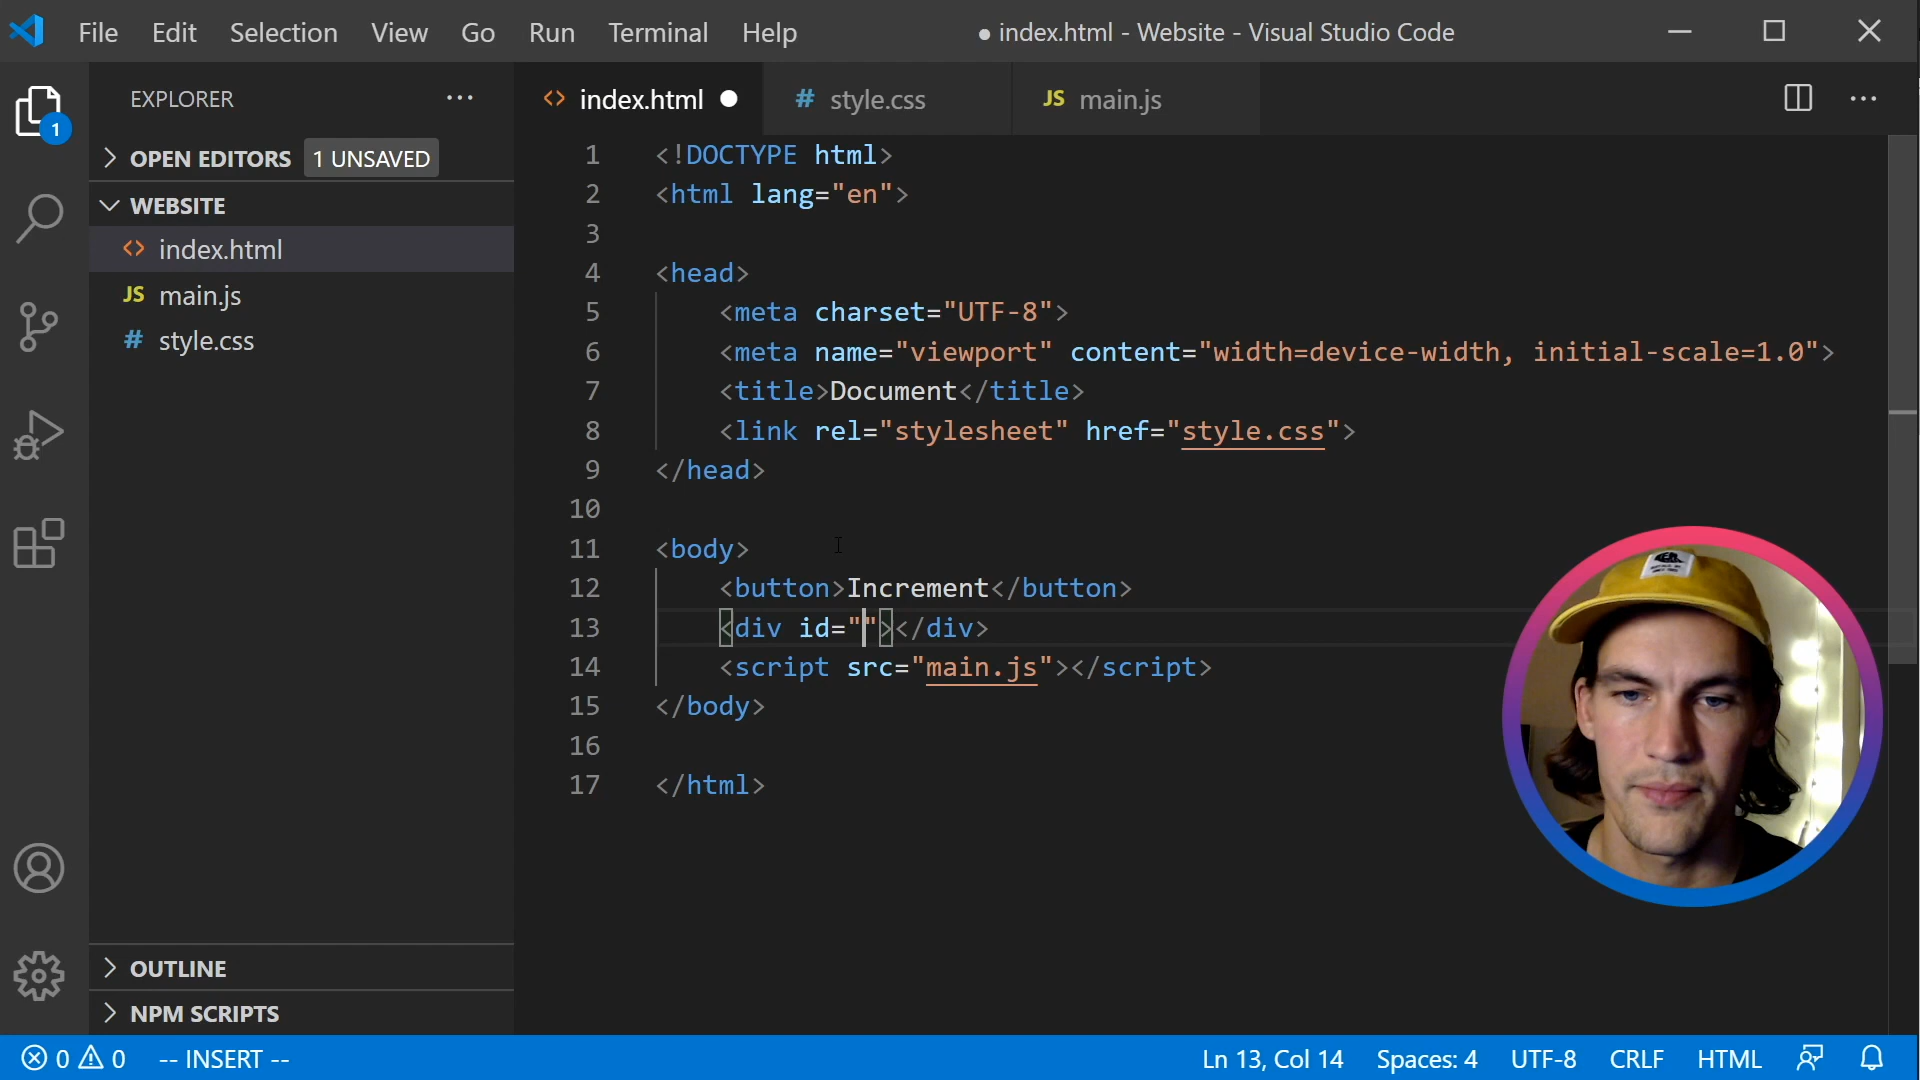 File Edit Selection View Go Run Terminal Help ● index.html - Website - Visual Studio Code
EXPLORER ···
<> index.html ● # style.css JS main.js ···
1
OPEN EDITORS 1 UNSAVED
WEBSITE
<> index.html
JS main.js
# style.css
1 <!DOCTYPE html>
2 <html lang="en">
3
4 <head>
5     <meta charset="UTF-8">
6     <meta name="viewport" content="width=device-width, initial-scale=1.0">
7     <title>Document</title>
8     <link rel="stylesheet" href="style.css">
9 </head>
10
11 <body>
12     <button>Increment</button>
13     <div id=""></div>
14     <script src="main.js"></script>
15 </body>
16
17 </html>
OUTLINE
NPM SCRIPTS
0 0 -- INSERT -- Ln 13, Col 14 Spaces: 4 UTF-8 CRLF HTML